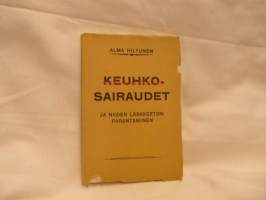 ALMA HILTUNEN
KEUHKO-
SAIRAUDET
JA NIIDEN LÄÄKKEETÖN
PARANTAMINEN